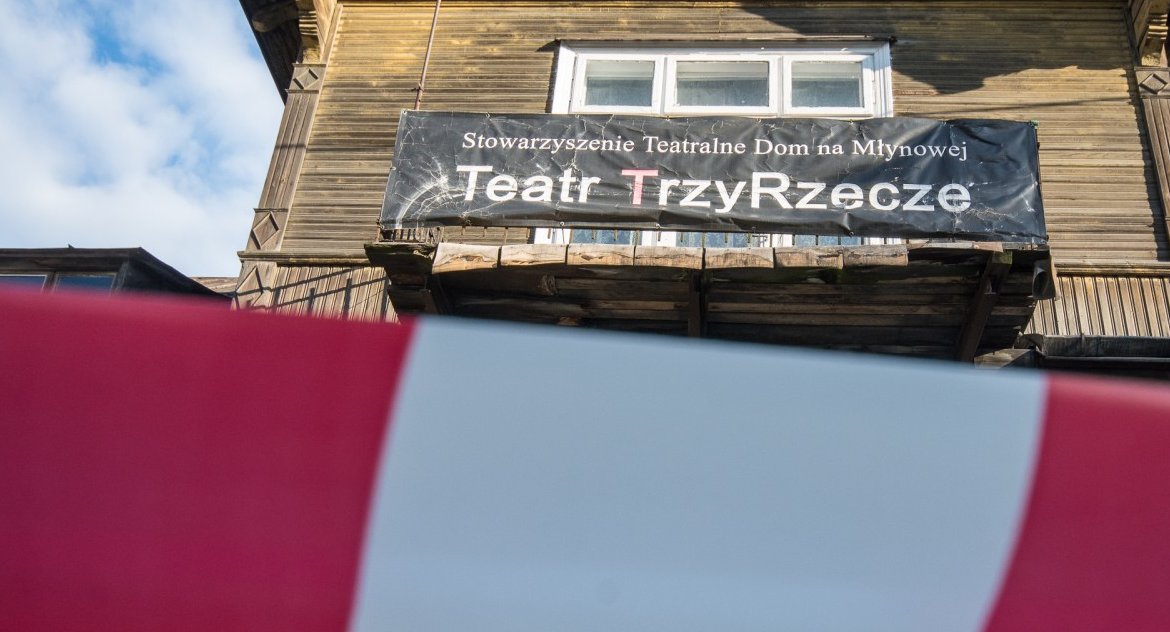 Stowarzyszenie Teatralne Dom na Młynowej
Teatr TrzyRzecze